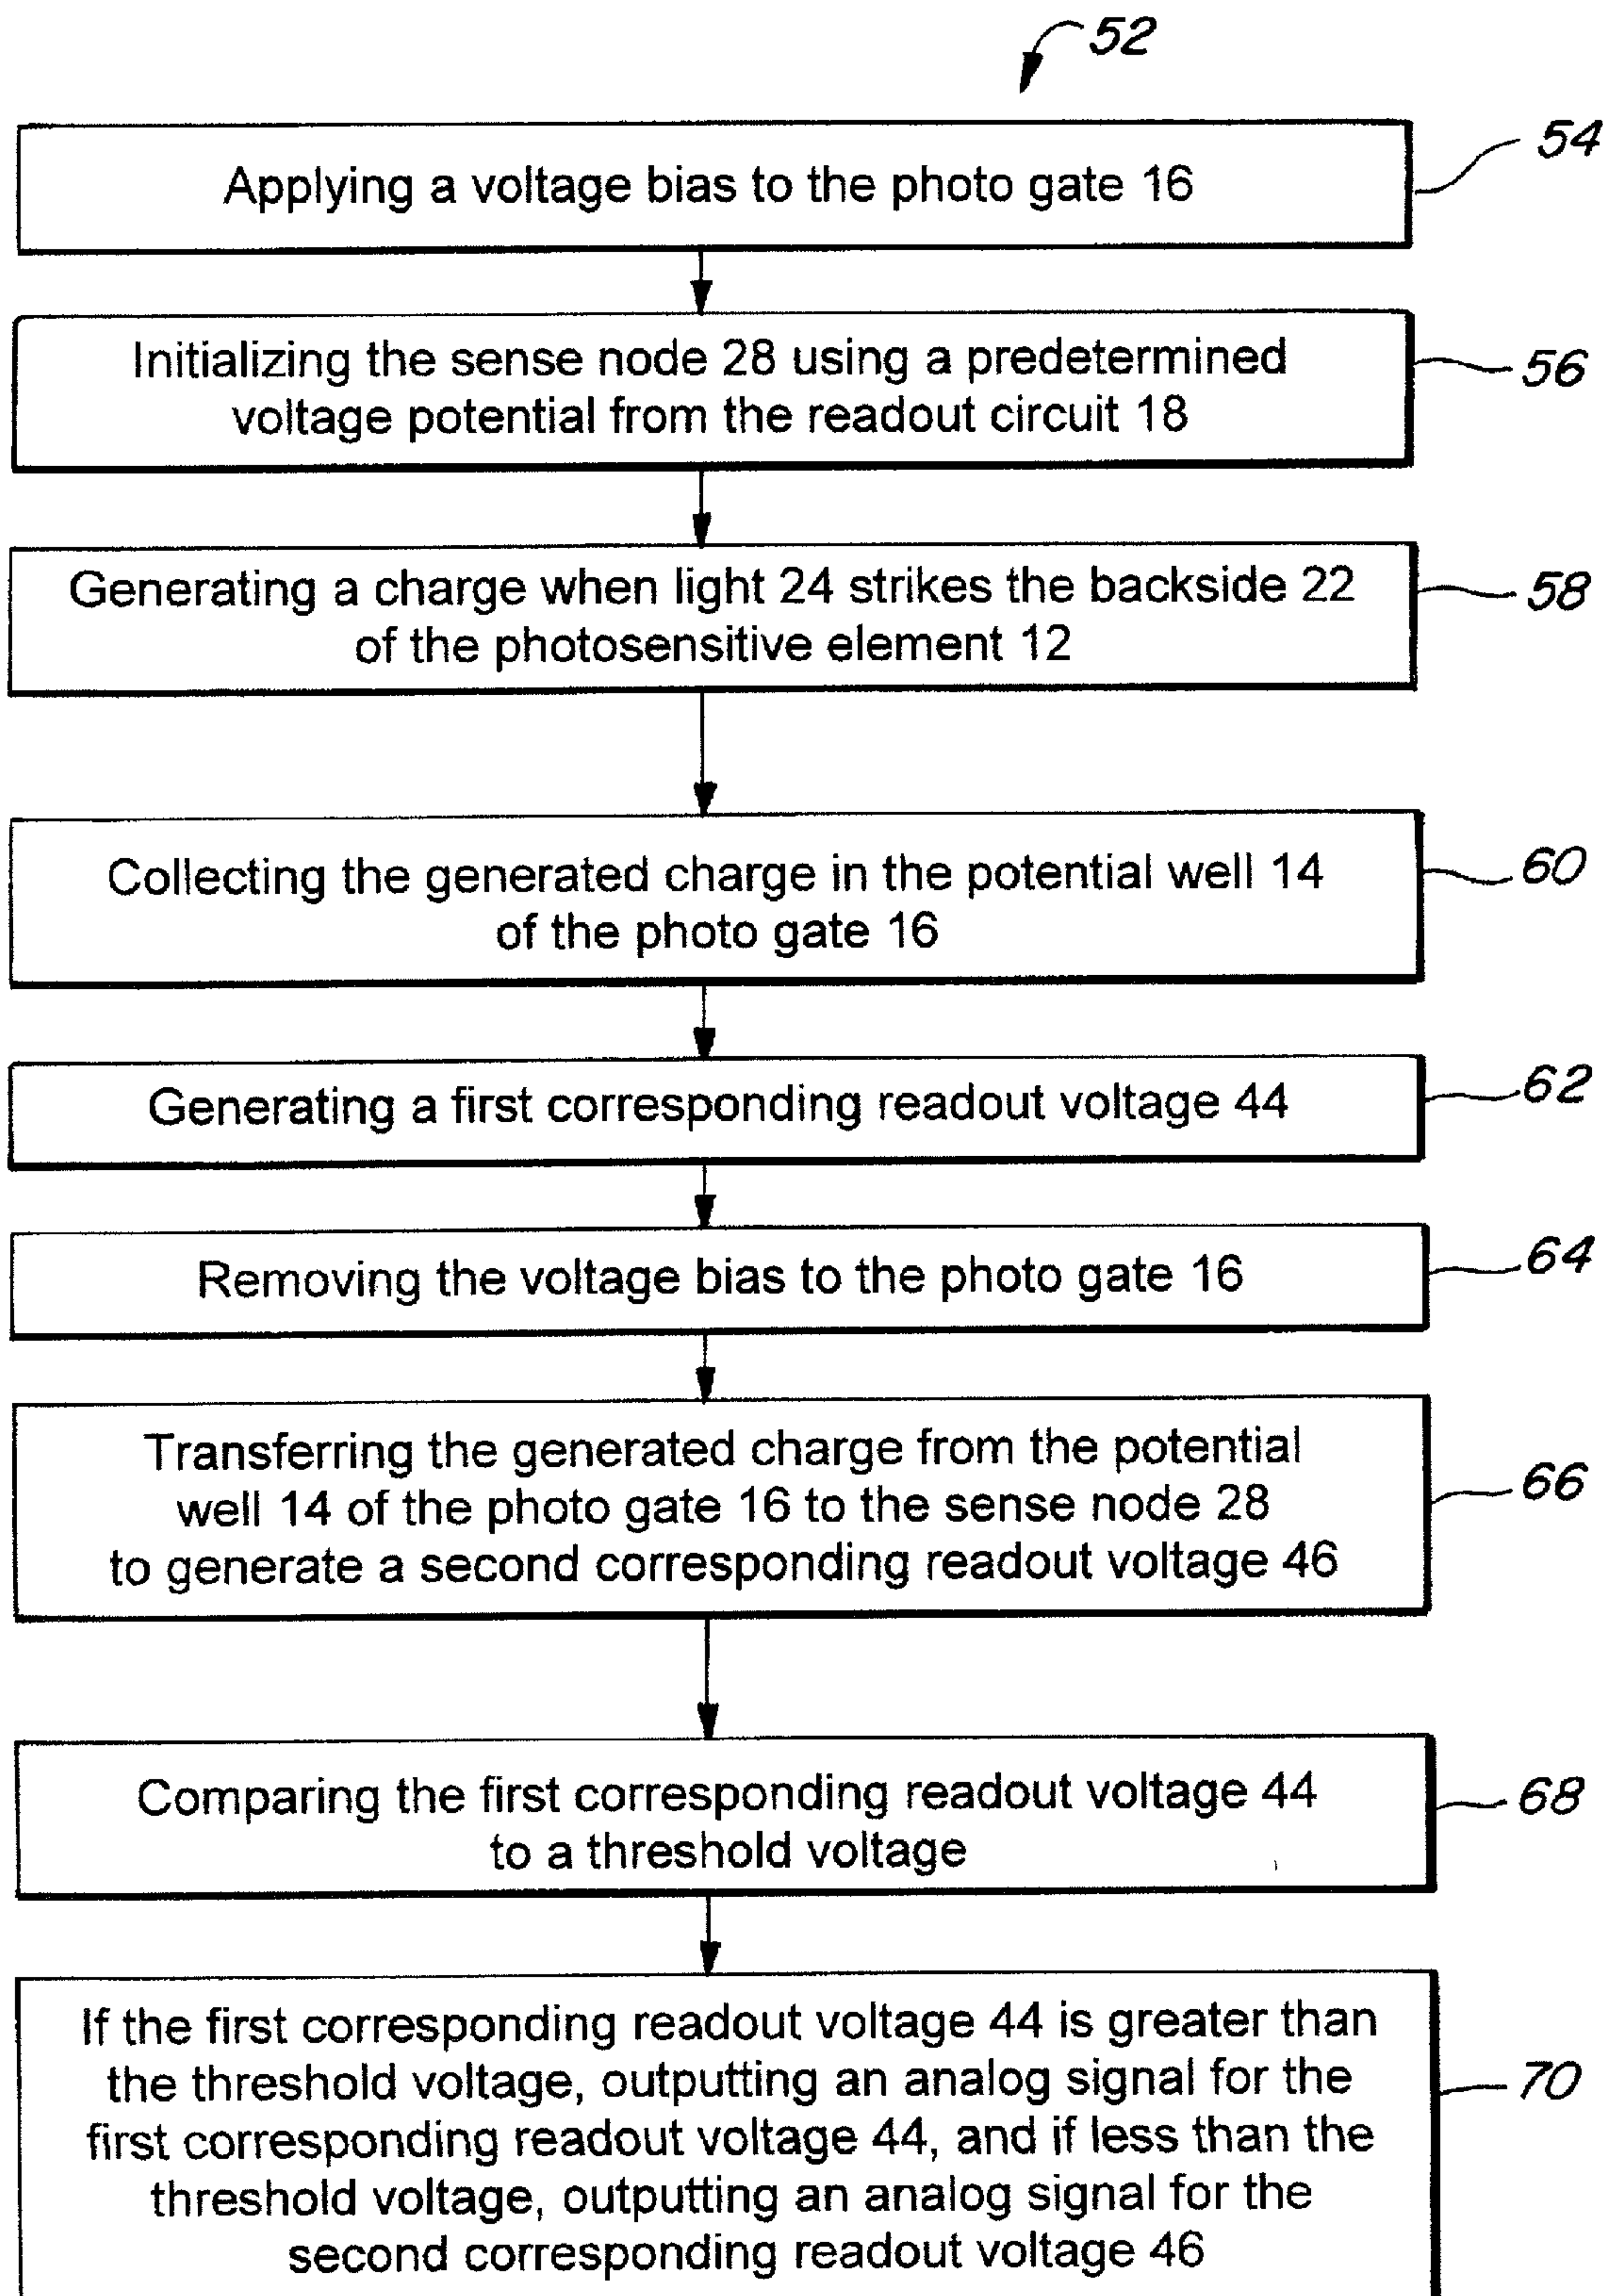 52
Applying a voltage bias to the photo gate 16
54
Initializing the sense node 28 using a predetermined
voltage potential from the readout circuit 18
56
Generating a charge when light 24 strikes the backside 22
of the photosensitive element 12
58
Collecting the generated charge in the potential well 14
of the photo gate 16
60
Generating a first corresponding readout voltage 44
62
Removing the voltage bias to the photo gate 16
64
Transferring the generated charge from the potential
well 14 of the photo gate 16 to the sense node 28
to generate a second corresponding readout voltage 46
66
Comparing the first corresponding readout voltage 44
to a threshold voltage
68
If the first corresponding readout voltage 44 is greater than
the threshold voltage, outputting an analog signal for the
first corresponding readout voltage 44, and if less than the
threshold voltage, outputting an analog signal for the
second corresponding readout voltage 46
70